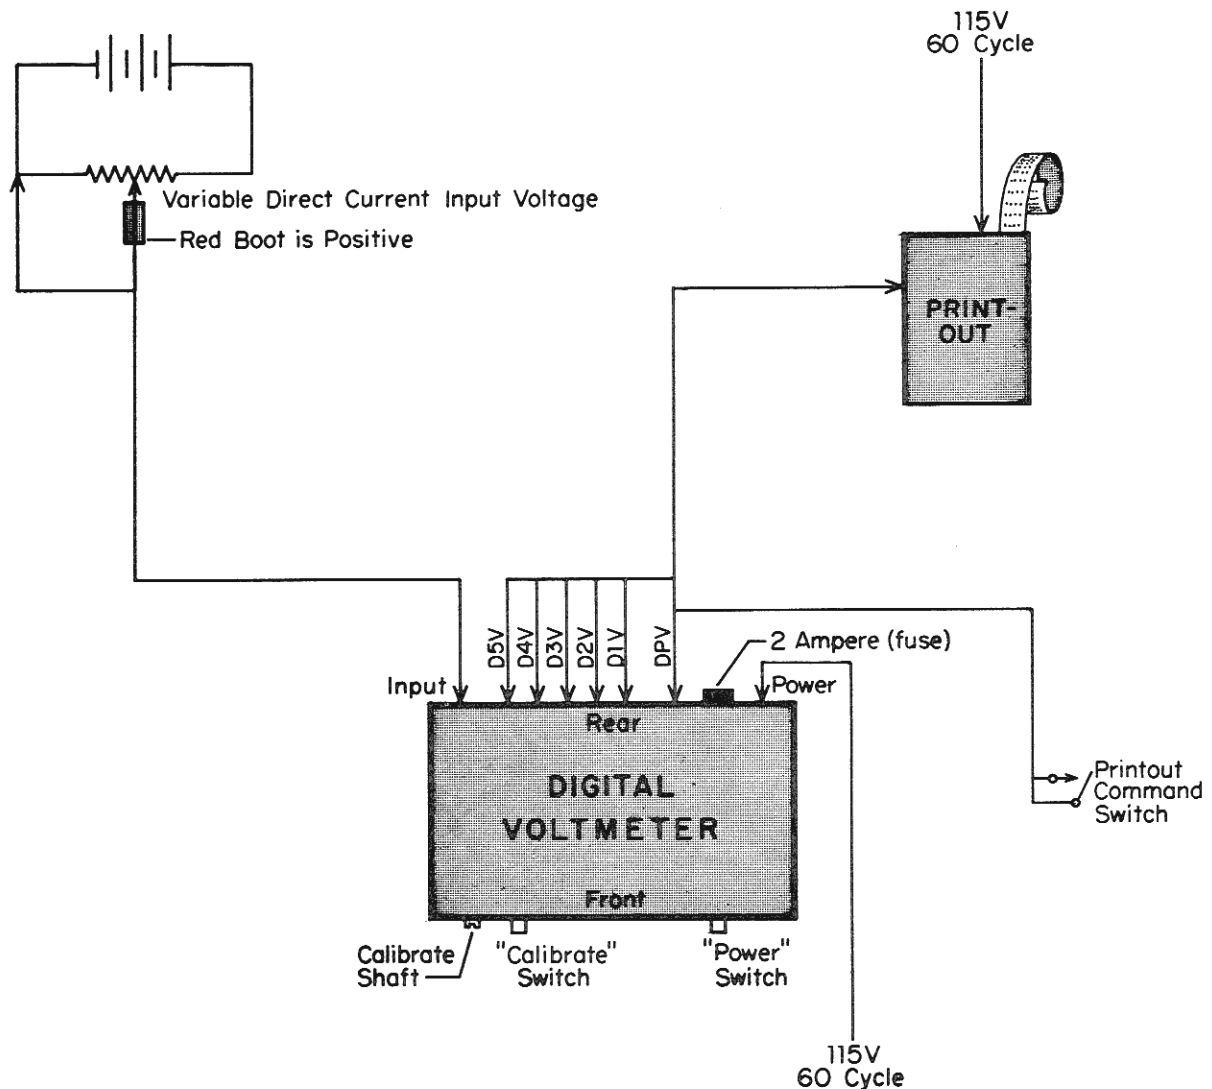 115V
60 Cycle
Variable Direct Current Input Voltage
Red Boot is Positive
PRINT-
OUT
D5V
D4V
D3V
D2V
D1V
DPV
2 Ampere (fuse)
Input
Power
Rear
DIGITAL
VOLTMETER
Front
Printout
Command
Switch
Calibrate
Shaft
"Calibrate"
Switch
"Power"
Switch
115V
60 Cycle